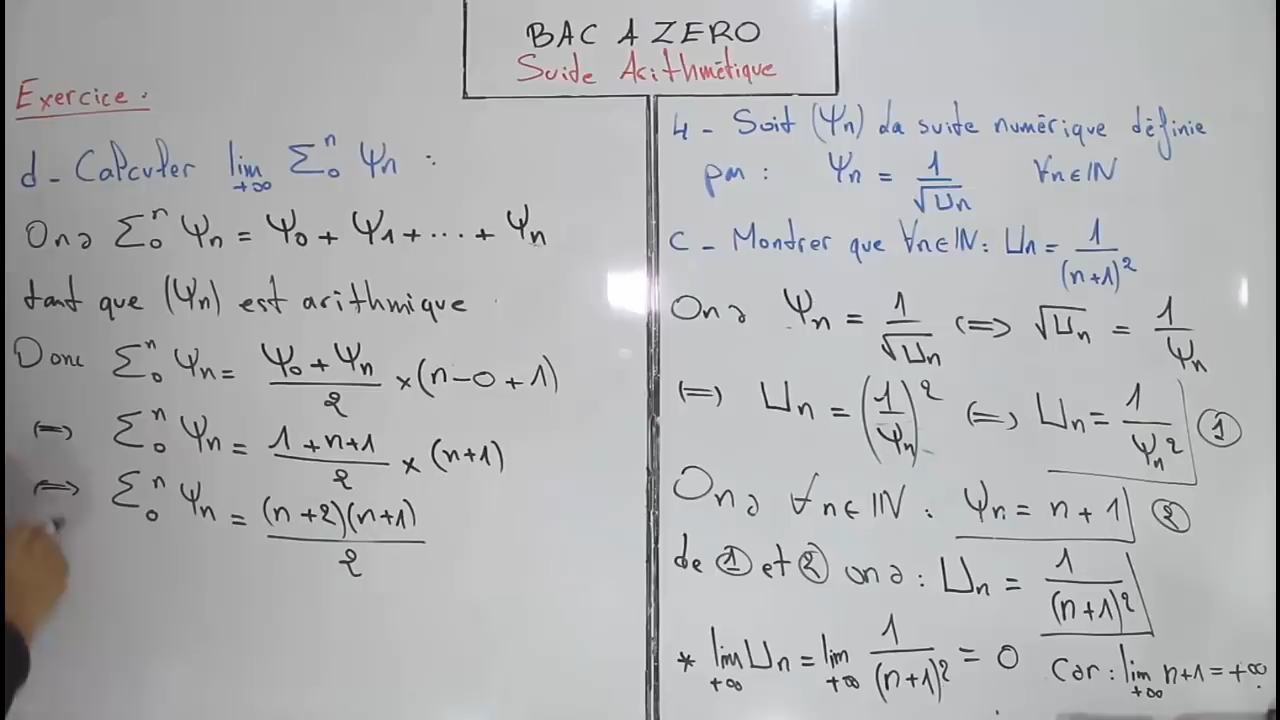 BAC A ZERO
Suide Arithmétique
Exercice :
d - Calculer lim +∞ Σ₀ⁿ Ψn :
On a Σ₀ⁿ Ψn = Ψ0 + Ψ1 + ... + Ψn
tant que (Ψn) est arithmique
Donc Σ₀ⁿ Ψn = (Ψ0 + Ψn)/2 × (n-0+1)
⟺ Σ₀ⁿ Ψn = (1+n+1)/2 × (n+1)
⟺ Σ₀ⁿ Ψn = (n+2)(n+1)/2
4 - Soit (Ψn) la suite numérique définie
par : Ψn = 1/√Un ∀n∈IN
C - Montrer que ∀n∈IN : Un = 1/(n+1)²
On a Ψn = 1/√Un ⟺ √Un = 1/Ψn
⟺ Un = (1/Ψn)² ⟺ Un = 1/Ψn² ①
On a ∀n∈IN : Ψn = n+1 ②
de ① et ② on a : Un = 1/(n+1)²
* lim +∞ Un = lim +∞ 1/(n+1)² = 0 Car : lim +∞ n+1 = +∞